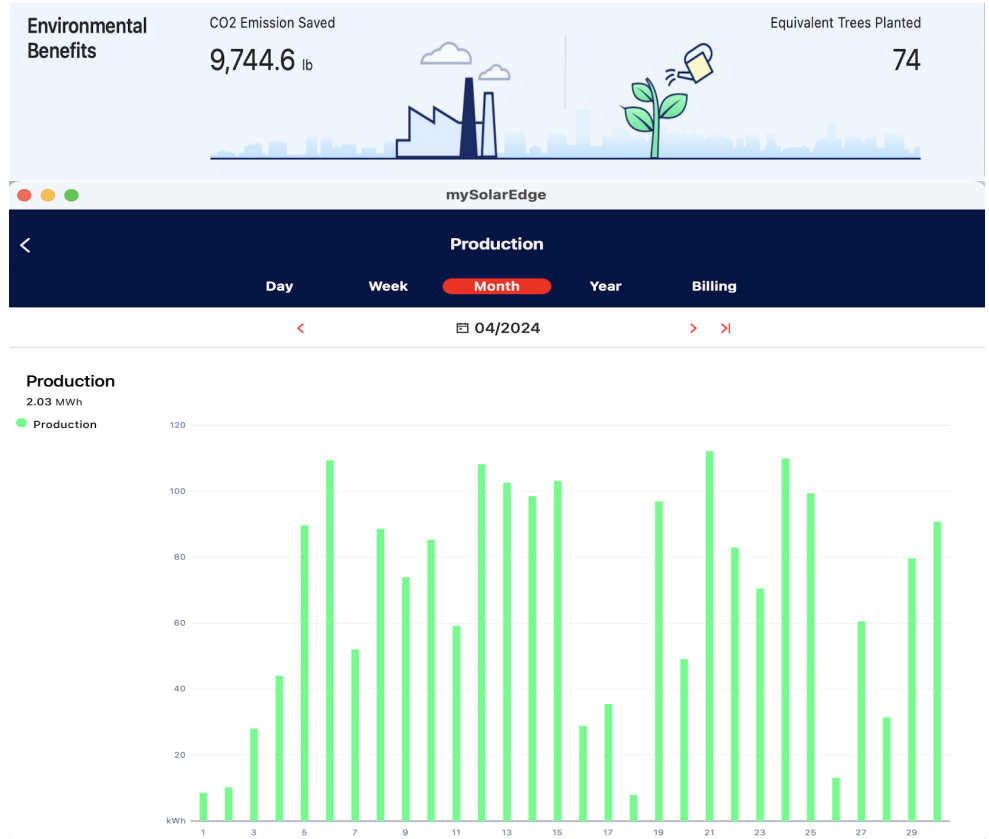 Environmental
Benefits
CO2 Emission Saved
9,744.6 lb
Equivalent Trees Planted
74
mySolarEdge
Production
Day Week Month Year Billing
04/2024
Production
2.03 MWh
Production
120
100
80
60
40
20
kWh
1 3 5 7 9 11 13 15 17 19 21 23 25 27 29